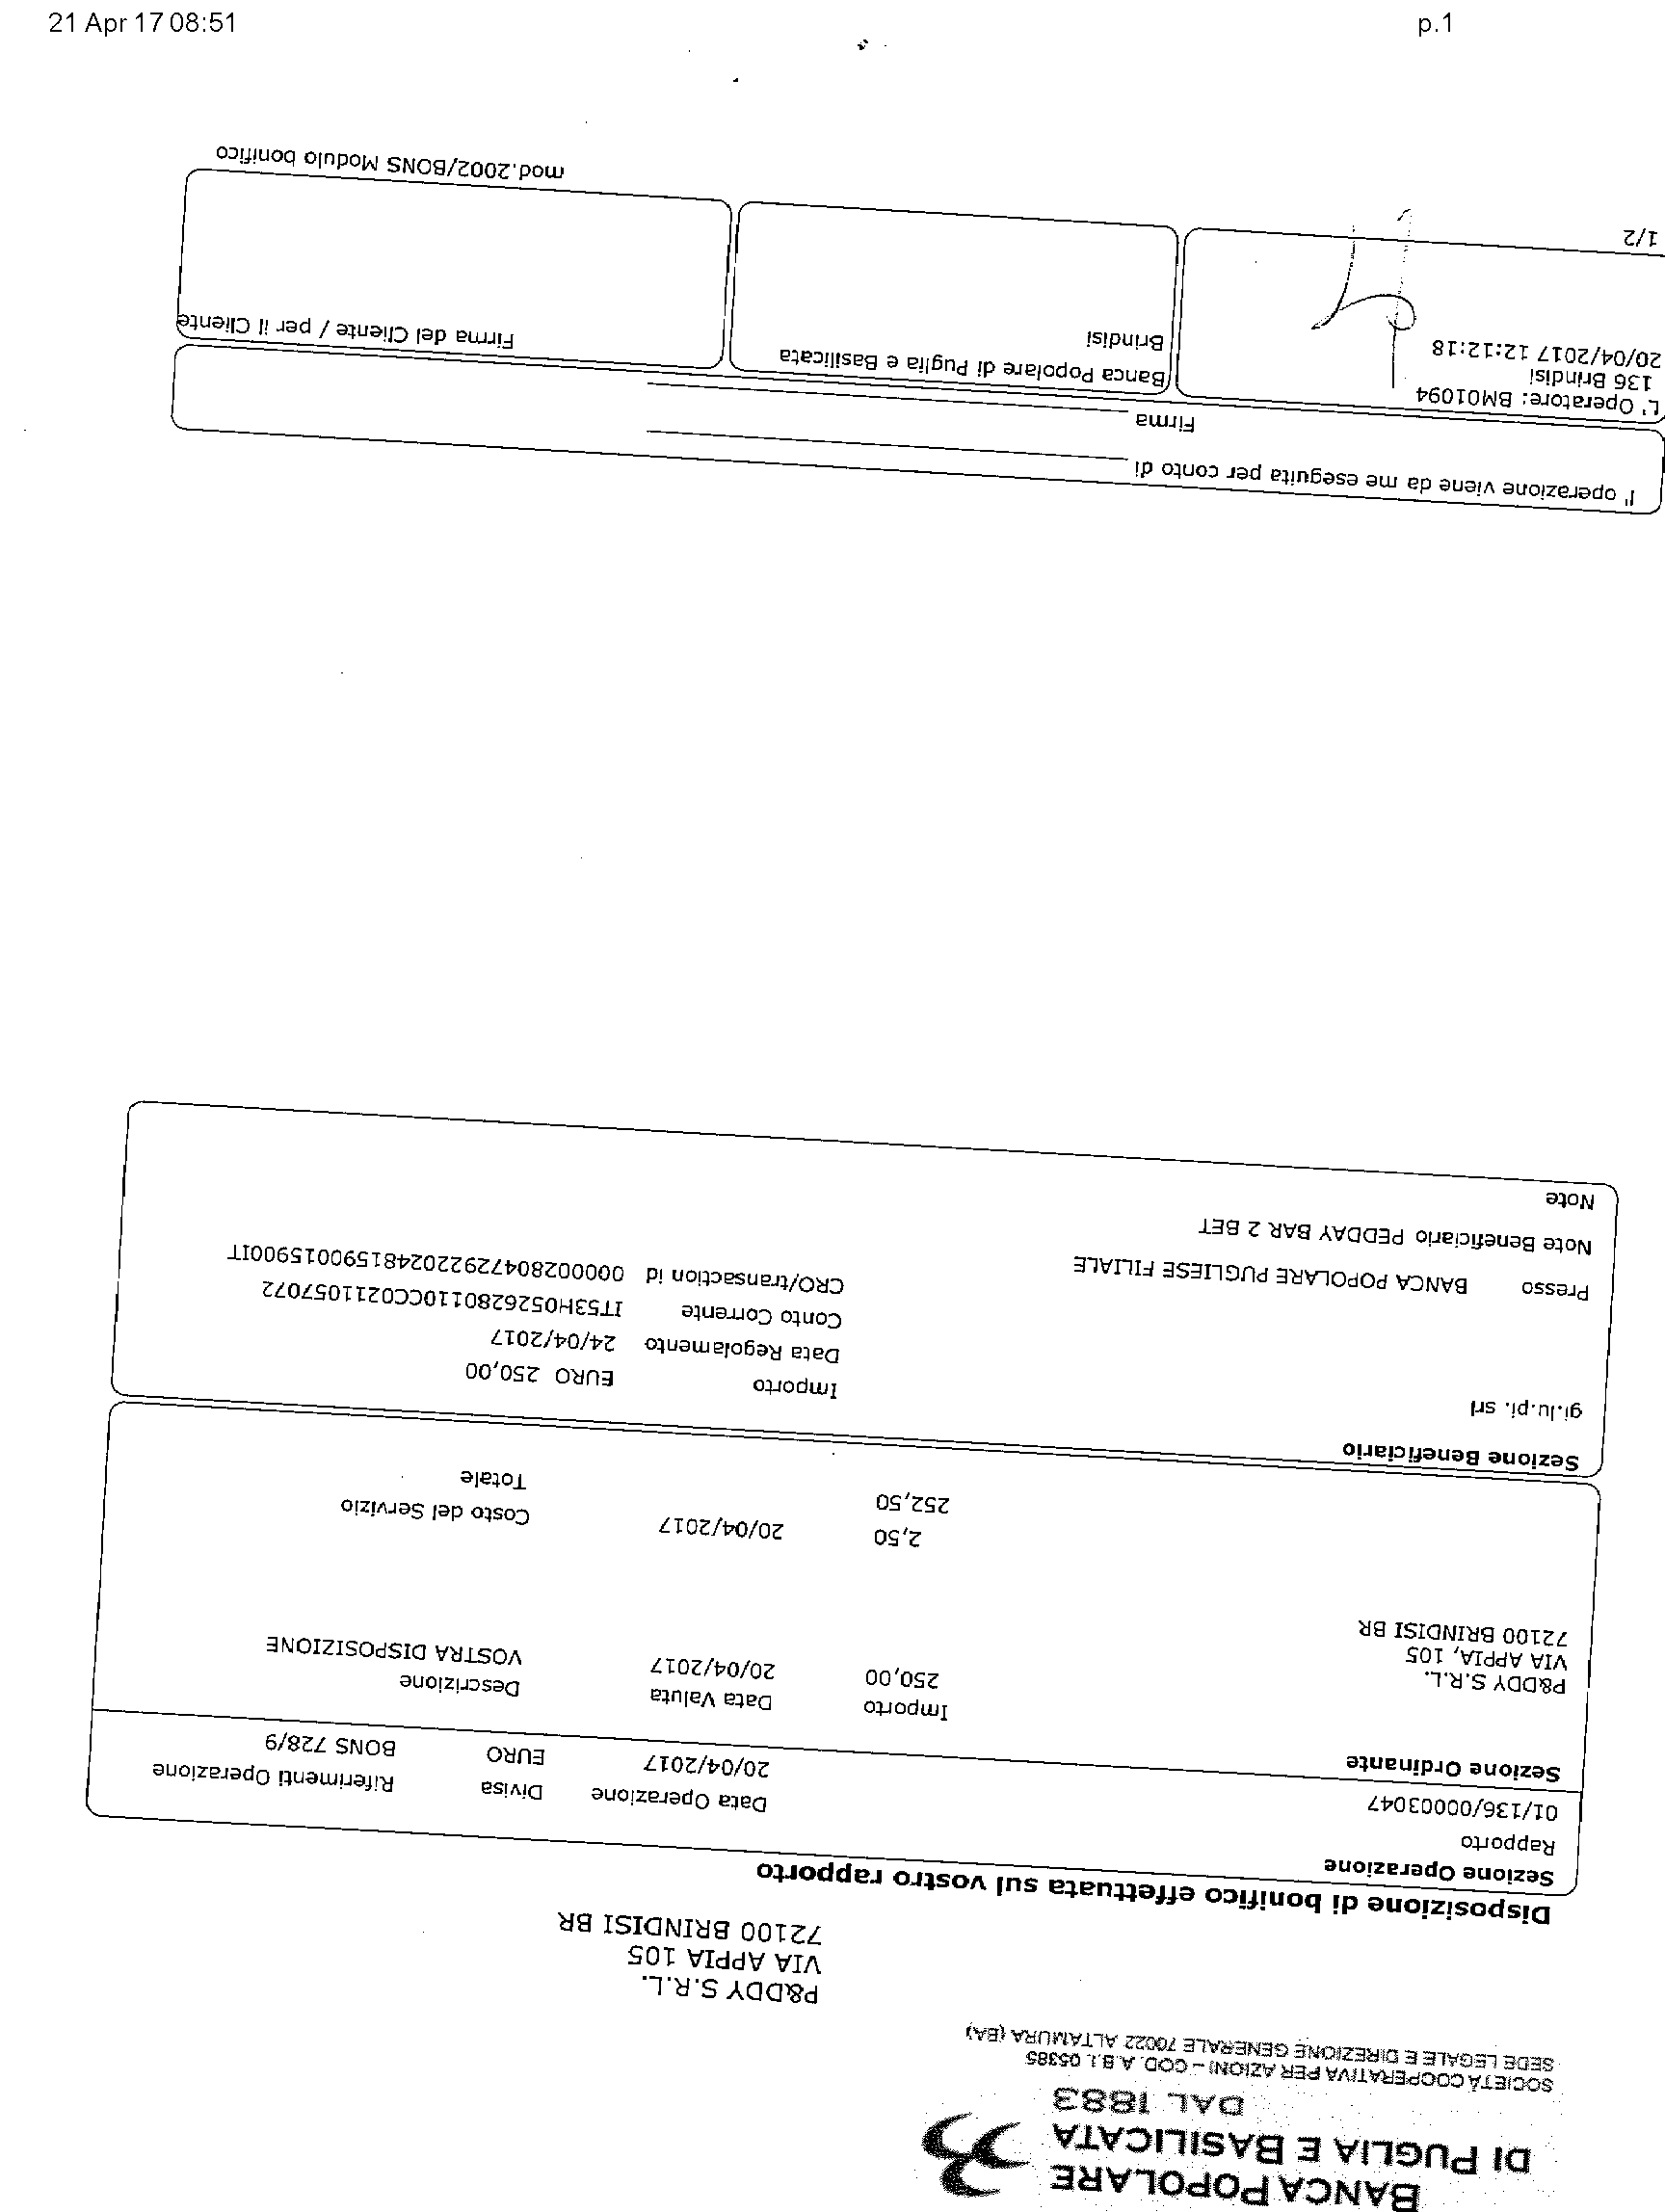 21 Apr 17 08:51 p.1
BANCA POPOLARE
DI PUGLIA E BASILICATA
DAL 1883
SOCIETÀ COOPERATIVA PER AZIONI – COD. A.B.I. 05385
SEDE LEGALE E DIREZIONE GENERALE 70022 ALTAMURA (BA)
P&DDY S.R.L.
VIA APPIA 105
72100 BRINDISI BR
Disposizione di bonifico effettuata sul vostro rapporto
Sezione Operazione
Rapporto Data Operazione Divisa Riferimenti Operazione
01/136/00003047 20/04/2017 EURO BONS 728/9
Sezione Ordinante
Importo Data Valuta Descrizione
P&DDY S.R.L. 250,00 20/04/2017 VOSTRA DISPOSIZIONE
VIA APPIA, 105
72100 BRINDISI BR
2,50 20/04/2017 Costo del Servizio
252,50 Totale
Sezione Beneficiario
gi.lu.pi. srl Importo EURO 250,00
Data Regolamento 24/04/2017
Conto Corrente IT53H0526280110CC0211057072
Presso BANCA POPOLARE PUGLIESE FILIALE CRO/transaction id 0000028047292202481590015900IT
Note Beneficiario PEDDAY BAR 2 BET
Note
l' operazione viene da me eseguita per conto di
Firma
L' Operatore: BM01094
136 Brindisi
20/04/2017 12:12:18
Banca Popolare di Puglia e Basilicata
Brindisi
Firma del Cliente / per il Cliente
1/2
mod.2002/BONS Modulo bonifico